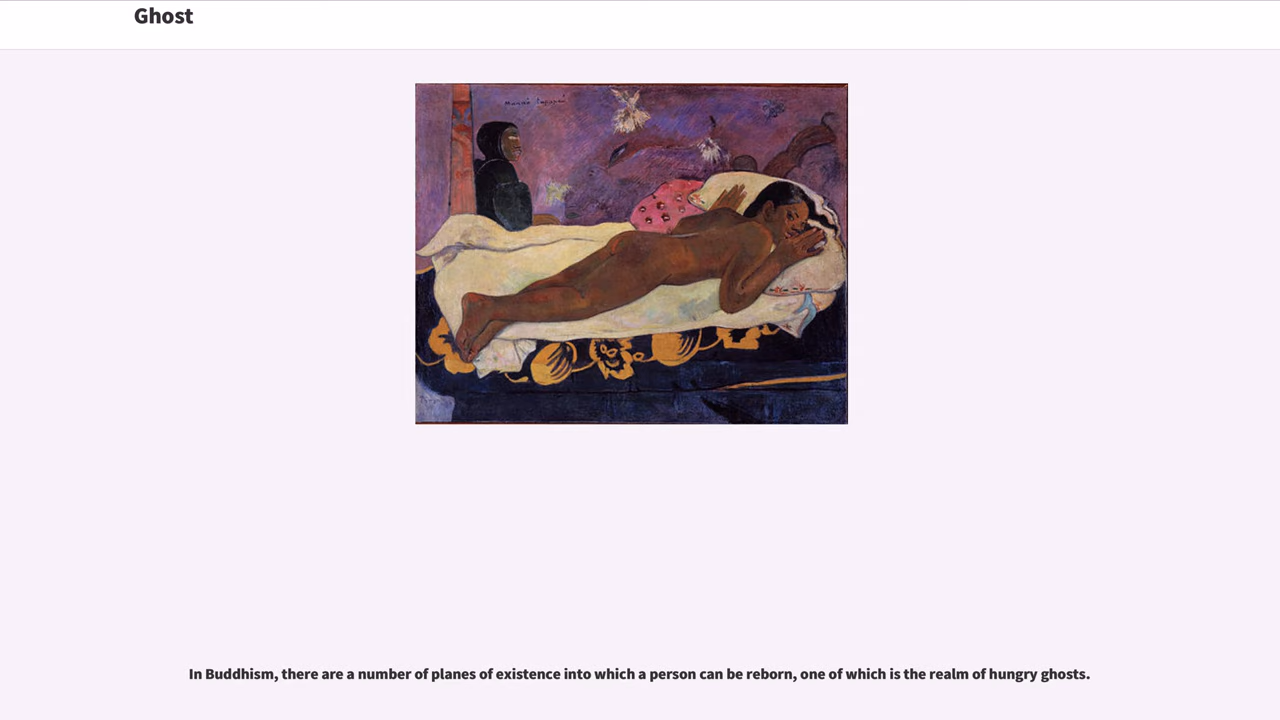 Ghost
In Buddhism, there are a number of planes of existence into which a person can be reborn, one of which is the realm of hungry ghosts.